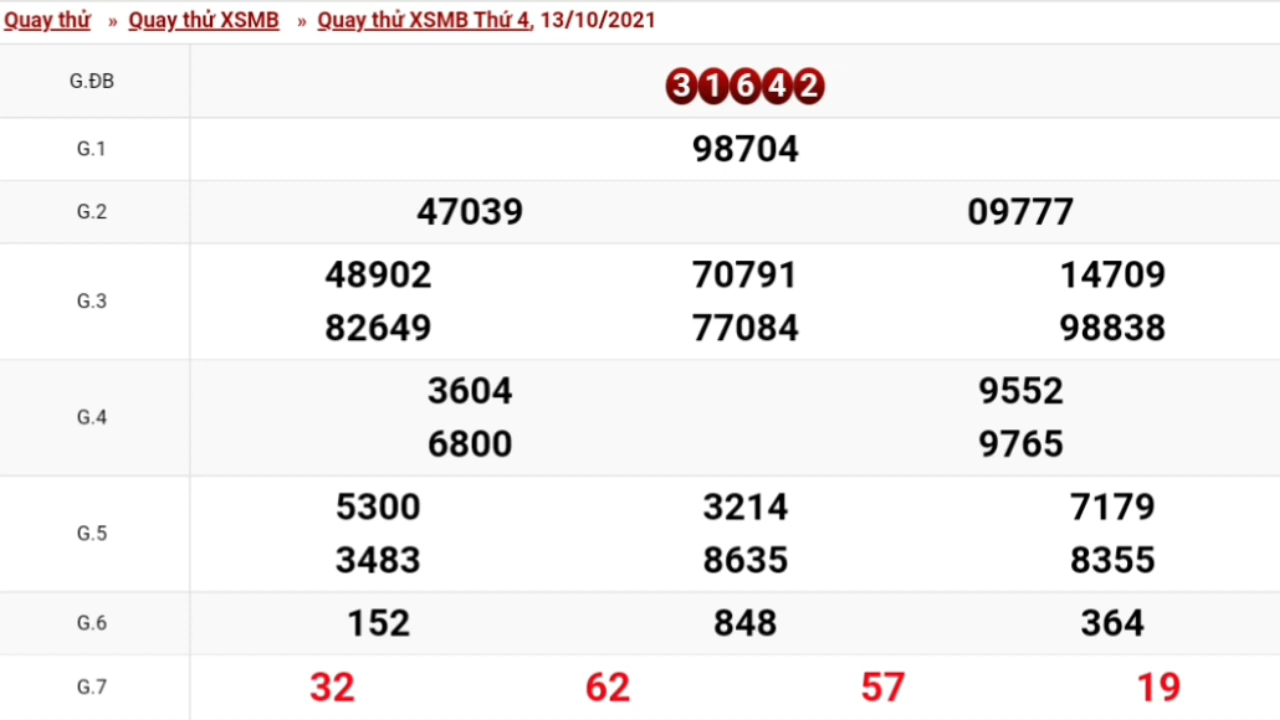 Quay thử » Quay thử XSMB » Quay thử XSMB Thứ 4, 13/10/2021
G.ĐB 31642
G.1 98704
G.2 47039 09777
G.3 48902 70791 14709
82649 77084 98838
G.4 3604 9552
6800 9765
G.5 5300 3214 7179
3483 8635 8355
G.6 152 848 364
G.7 32 62 57 19